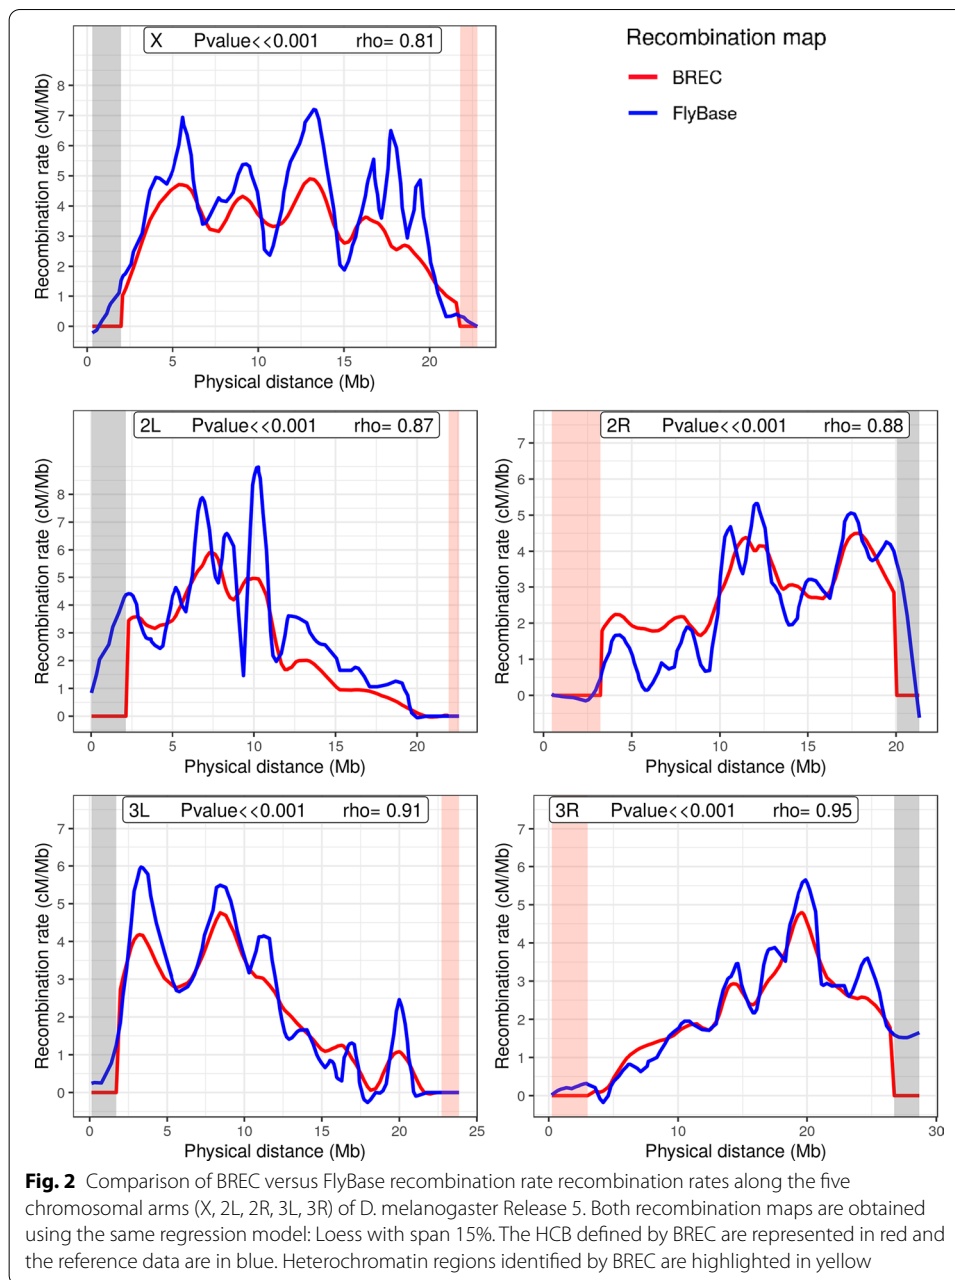 X Pvalue<<0.001 rho= 0.81
Recombination rate (cM/Mb)
8
7
6
5
4
3
2
1
0
0 5 10 15 20
Physical distance (Mb)
Recombination map
BREC
FlyBase
2L Pvalue<<0.001 rho= 0.87
Recombination rate (cM/Mb)
8
7
6
5
4
3
2
1
0
0 5 10 15 20
Physical distance (Mb)
2R Pvalue<<0.001 rho= 0.88
Recombination rate (cM/Mb)
7
6
5
4
3
2
1
0
0 5 10 15 20
Physical distance (Mb)
3L Pvalue<<0.001 rho= 0.91
Recombination rate (cM/Mb)
7
6
5
4
3
2
1
0
0 5 10 15 20 25
Physical distance (Mb)
3R Pvalue<<0.001 rho= 0.95
Recombination rate (cM/Mb)
7
6
5
4
3
2
1
0
0 10 20 30
Physical distance (Mb)
Fig. 2 Comparison of BREC versus FlyBase recombination rate recombination rates along the five
chromosomal arms (X, 2L, 2R, 3L, 3R) of D. melanogaster Release 5. Both recombination maps are obtained
using the same regression model: Loess with span 15%. The HCB defined by BREC are represented in red and
the reference data are in blue. Heterochromatin regions identified by BREC are highlighted in yellow